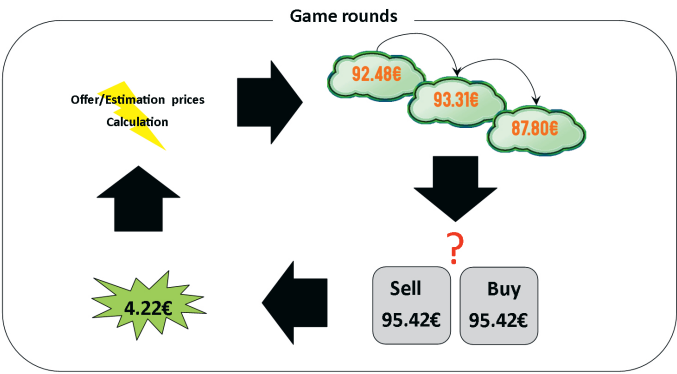 Game rounds
Offer/Estimation prices
Calculation
92.48€
93.31€
87.80€
?
Sell
95.42€
Buy
95.42€
4.22€